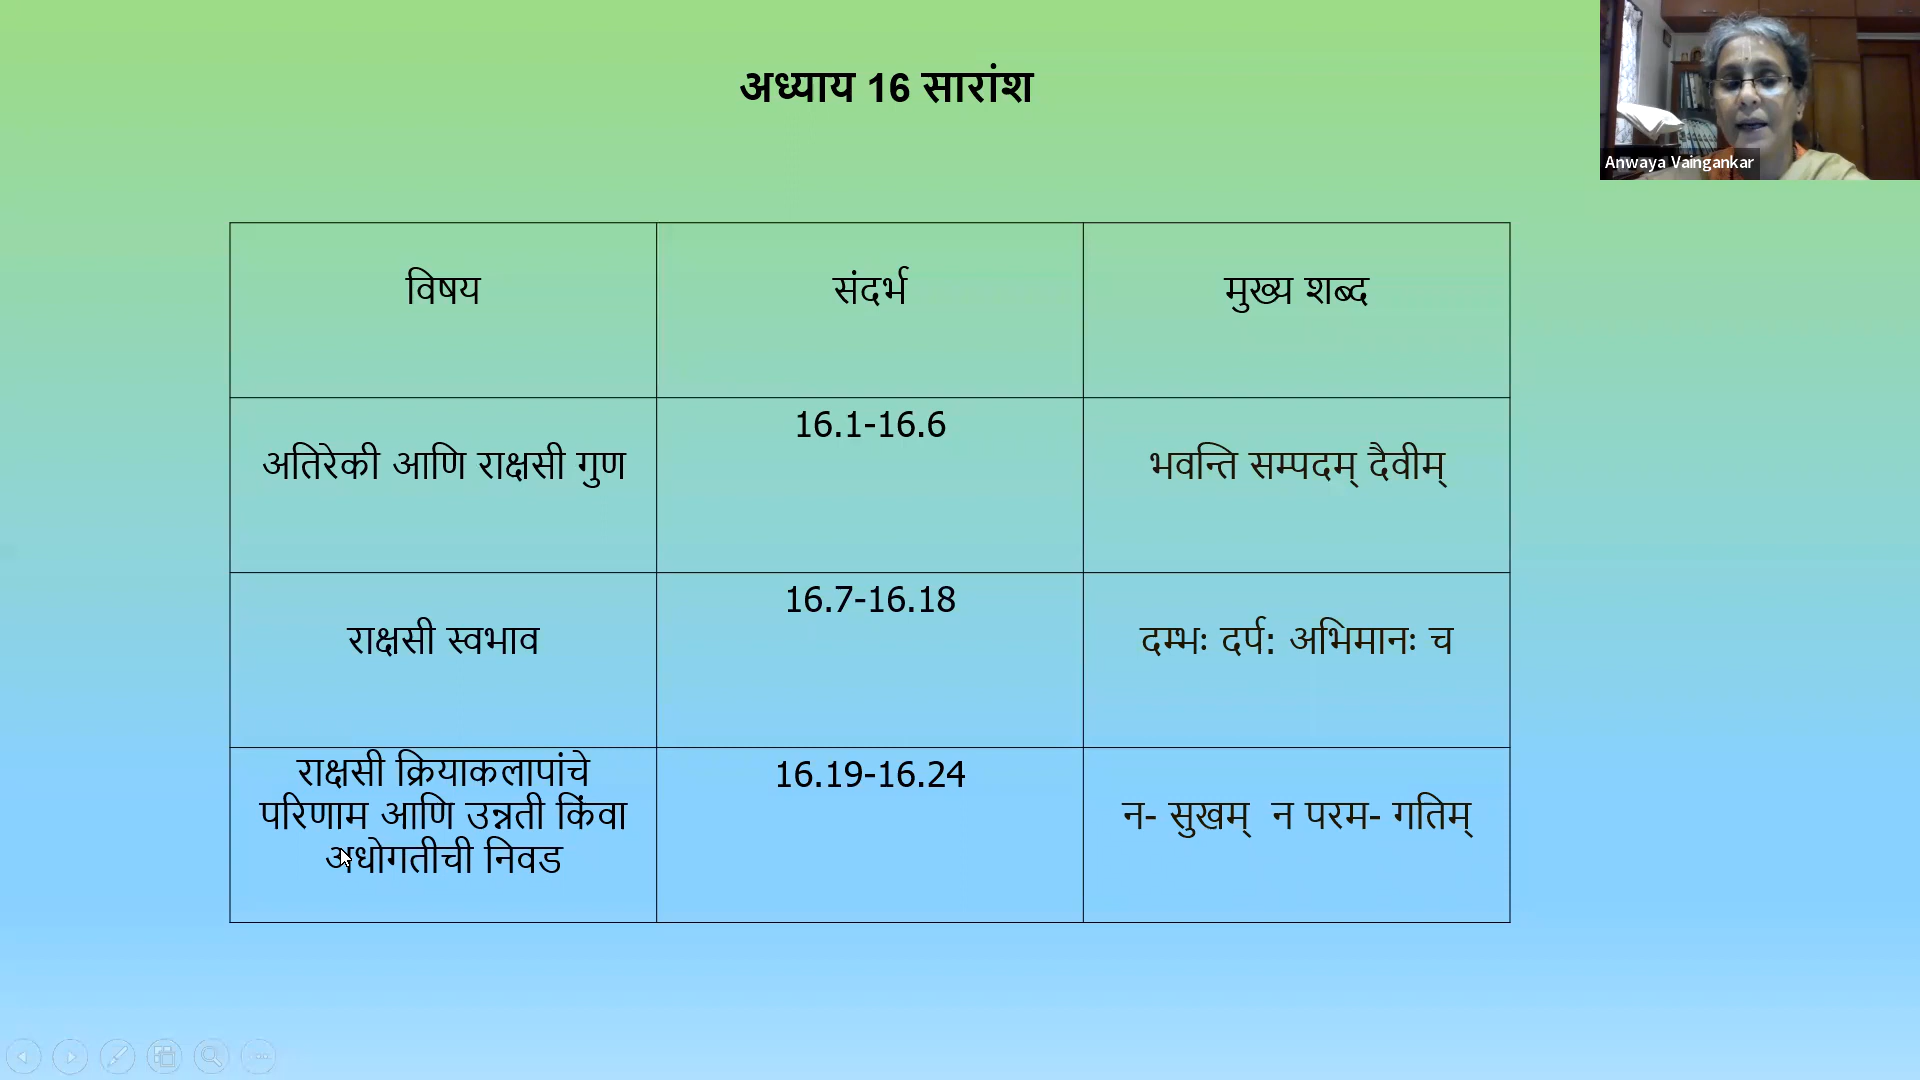 अध्याय 16 सारांश
Anwaya Vaingankar
विषय
संदर्भ
मुख्य शब्द
अतिरेकी आणि राक्षसी गुण
16.1-16.6
भवन्ति सम्पदम् दैवीम्
राक्षसी स्वभाव
16.7-16.18
दम्भः दर्प: अभिमानः च
राक्षसी क्रियाकलापांचे
परिणाम आणि उन्नती किंवा
अधोगतीची निवड
16.19-16.24
न- सुखम् न परम- गतिम्